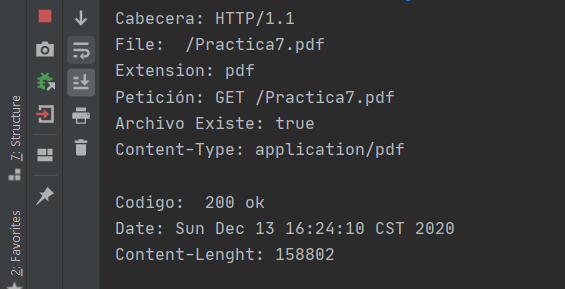 Cabecera: HTTP/1.1
File:  /Practica7.pdf
Extension: pdf
Petición: GET /Practica7.pdf
Archivo Existe: true
Content-Type: application/pdf
Codigo:  200 ok
Date: Sun Dec 13 16:24:10 CST 2020
Content-Lenght: 158802
7: Structure
2: Favorites